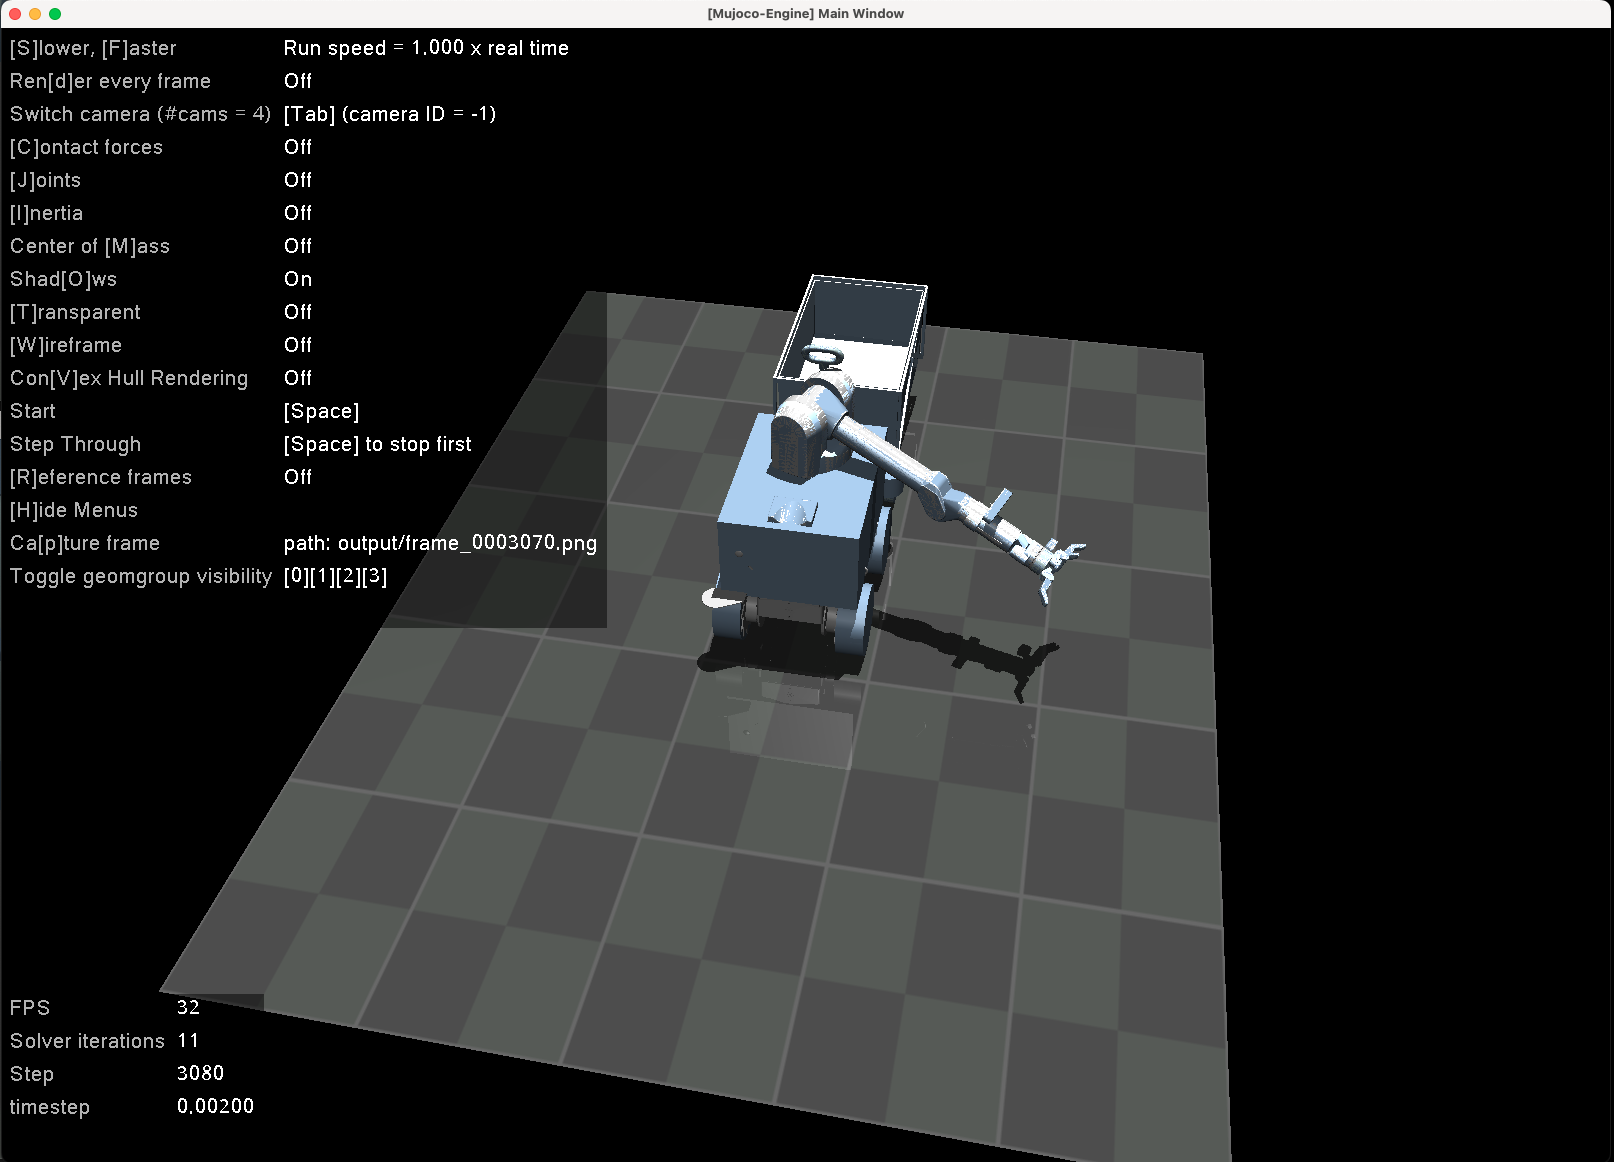 [Mujoco-Engine] Main Window
[S]lower, [F]aster Run speed = 1.000 x real time
Ren[d]er every frame Off
Switch camera (#cams = 4) [Tab] (camera ID = -1)
[C]ontact forces Off
[J]oints Off
[I]nertia Off
Center of [M]ass Off
Shad[O]ws On
[T]ransparent Off
[W]ireframe Off
Con[V]ex Hull Rendering Off
Start [Space]
Step Through [Space] to stop first
[R]eference frames Off
[H]ide Menus
Ca[p]ture frame path: output/frame_0003070.png
Toggle geomgroup visibility [0][1][2][3]
FPS 32
Solver iterations 11
Step 3080
timestep 0.00200